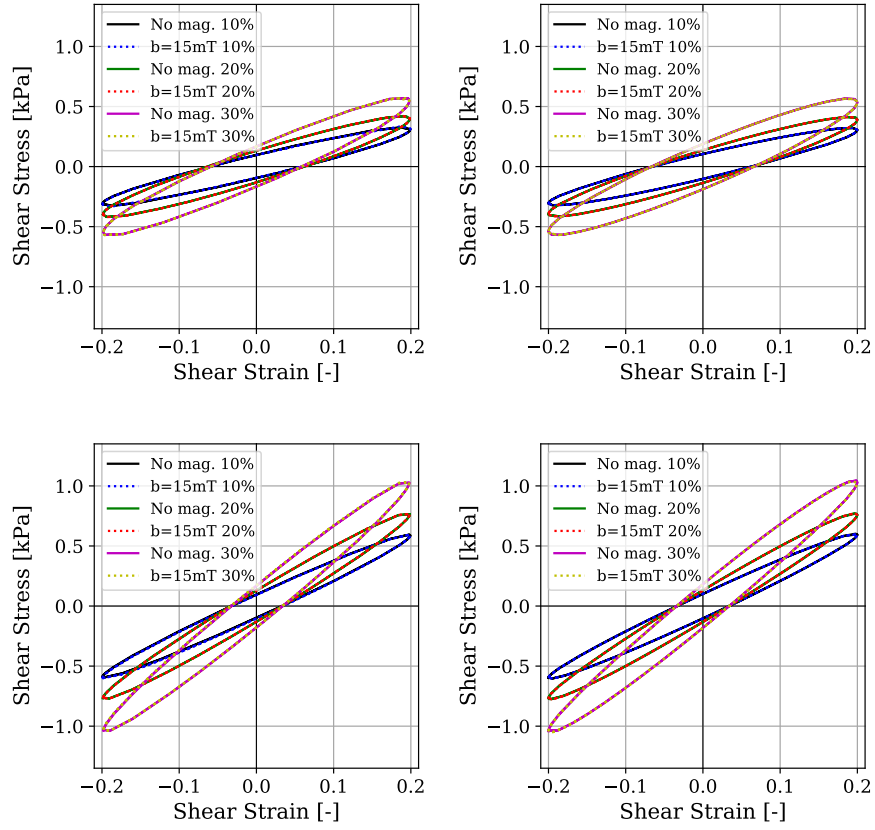 No mag. 10%
b=15mT 10%
No mag. 20%
b=15mT 20%
No mag. 30%
b=15mT 30%
1.0
0.5
0.0
−0.5
−1.0
Shear Stress [kPa]
−0.2 −0.1 0.0 0.1 0.2
Shear Strain [-]
No mag. 10%
b=15mT 10%
No mag. 20%
b=15mT 20%
No mag. 30%
b=15mT 30%
1.0
0.5
0.0
−0.5
−1.0
Shear Stress [kPa]
−0.2 −0.1 0.0 0.1 0.2
Shear Strain [-]
No mag. 10%
b=15mT 10%
No mag. 20%
b=15mT 20%
No mag. 30%
b=15mT 30%
1.0
0.5
0.0
−0.5
−1.0
Shear Stress [kPa]
−0.2 −0.1 0.0 0.1 0.2
Shear Strain [-]
No mag. 10%
b=15mT 10%
No mag. 20%
b=15mT 20%
No mag. 30%
b=15mT 30%
1.0
0.5
0.0
−0.5
−1.0
Shear Stress [kPa]
−0.2 −0.1 0.0 0.1 0.2
Shear Strain [-]